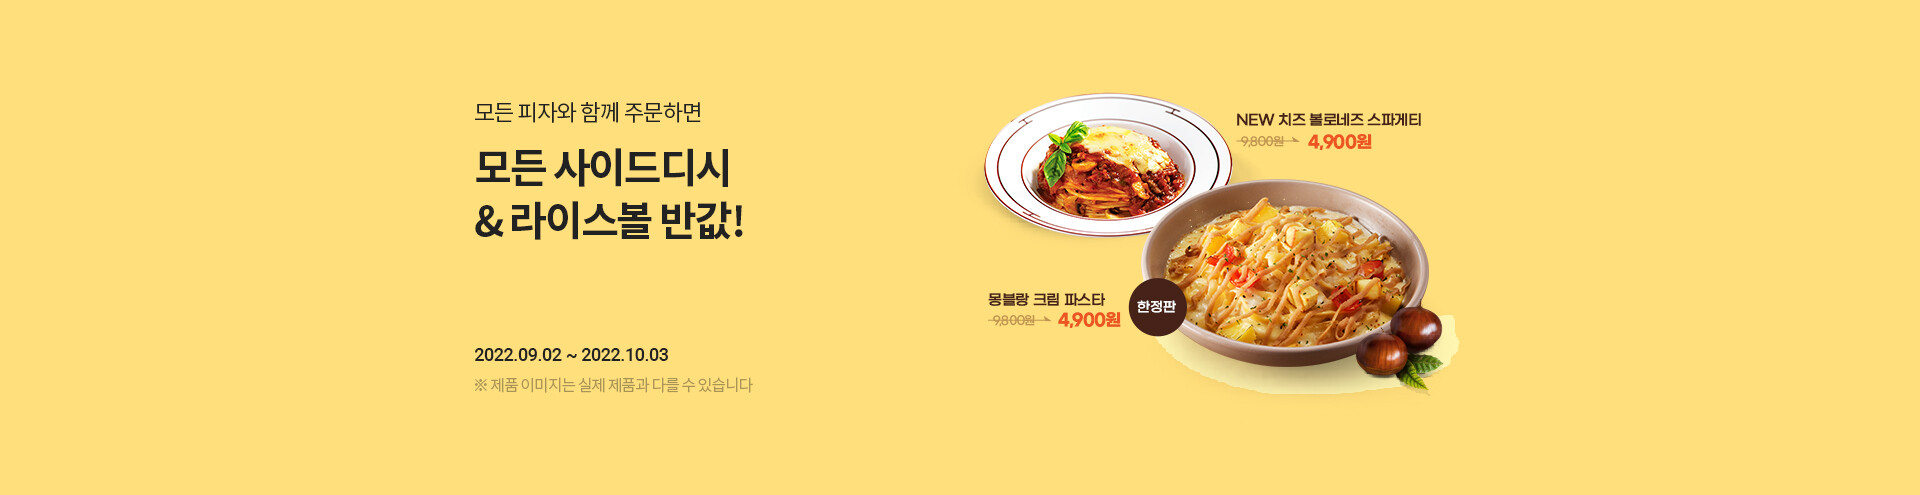 모든 피자와 함께 주문하면
모든 사이드디시
& 라이스볼 반값!
2022.09.02 ~ 2022.10.03
※ 제품 이미지는 실제 제품과 다를 수 있습니다
NEW 치즈 볼로네즈 스파게티
9,800원 4,900원
몽블랑 크림 파스타
9,800원 4,900원
한정판